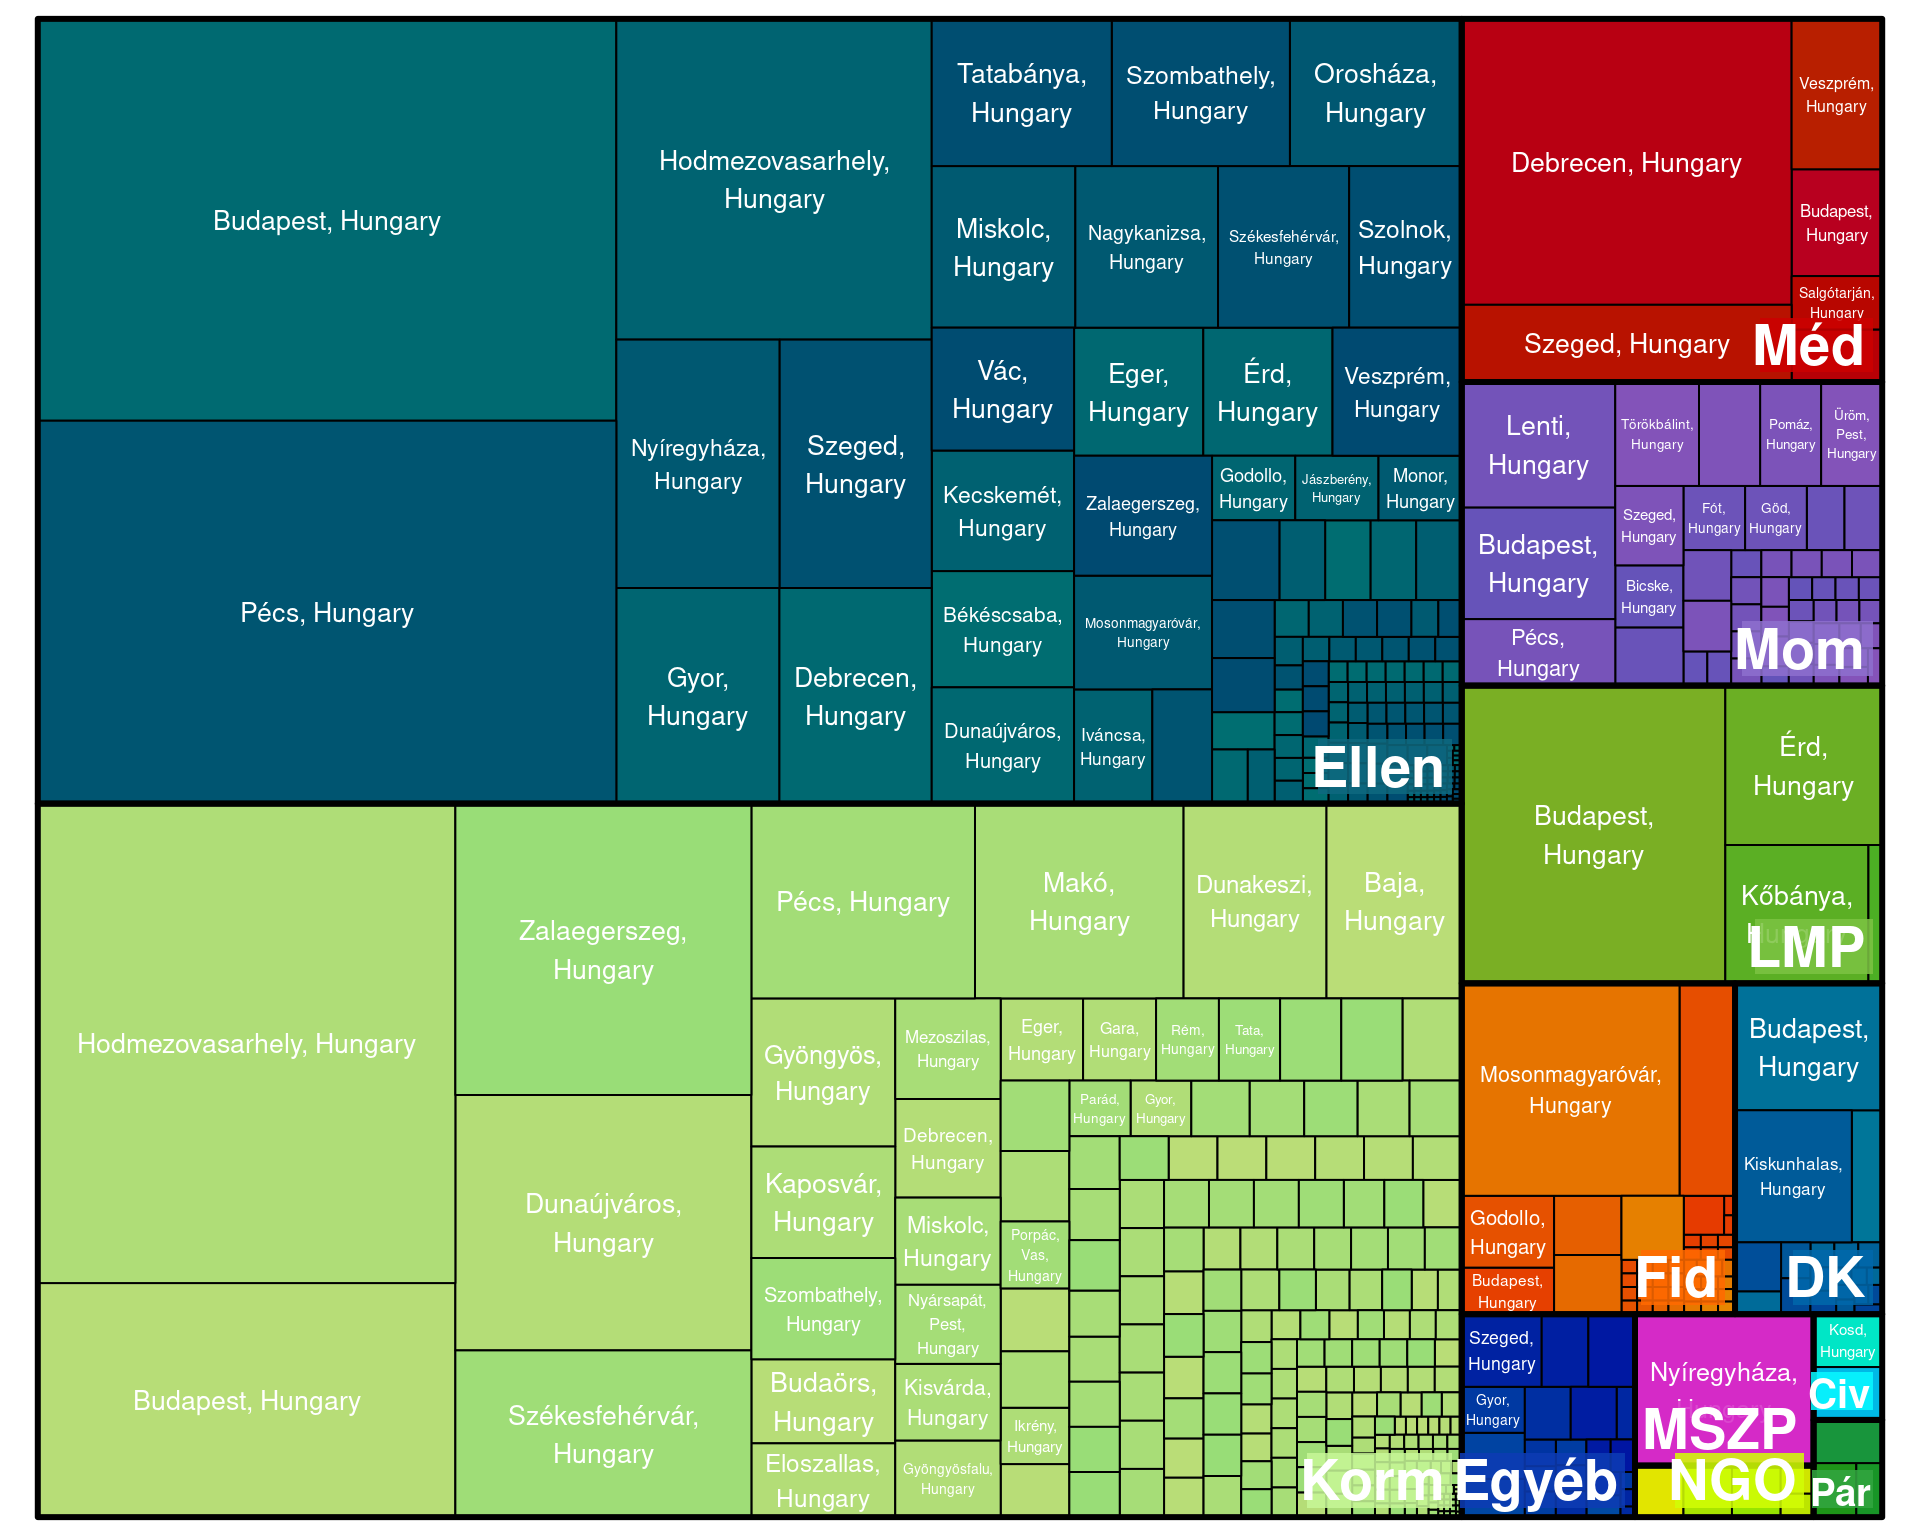 Budapest, Hungary
Pécs, Hungary
Hodmezovasarhely,
Hungary
Nyíregyháza,
Hungary
Szeged,
Hungary
Gyor,
Hungary
Debrecen,
Hungary
Tatabánya,
Hungary
Szombathely,
Hungary
Orosháza,
Hungary
Miskolc,
Hungary
Nagykanizsa,
Hungary
Székesfehérvár,
Hungary
Szolnok,
Hungary
Vác,
Hungary
Eger,
Hungary
Érd,
Hungary
Veszprém,
Hungary
Kecskemét,
Hungary
Zalaegerszeg,
Hungary
Godollo,
Hungary
Jászberény,
Hungary
Monor,
Hungary
Békéscsaba,
Hungary
Mosonmagyaróvár,
Hungary
Dunaújváros,
Hungary
Iváncsa,
Hungary
Ellen
Hodmezovasarhely, Hungary
Budapest, Hungary
Zalaegerszeg,
Hungary
Dunaújváros,
Hungary
Székesfehérvár,
Hungary
Pécs, Hungary
Makó,
Hungary
Dunakeszi,
Hungary
Baja,
Hungary
Gyöngyös,
Hungary
Kaposvár,
Hungary
Szombathely,
Hungary
Budaörs,
Hungary
Eloszallas,
Hungary
Mezoszilas,
Hungary
Debrecen,
Hungary
Miskolc,
Hungary
Nyársapát,
Pest,
Hungary
Kisvárda,
Hungary
Gyöngyösfalu,
Hungary
Eger,
Hungary
Gara,
Hungary
Rém,
Hungary
Tata,
Hungary
Parád,
Hungary
Gyor,
Hungary
Porpác,
Vas,
Hungary
Ikrény,
Hungary
Korm
Debrecen, Hungary
Szeged, Hungary
Veszprém,
Hungary
Budapest,
Hungary
Salgótarján,
Hungary
Méd
Lenti,
Hungary
Budapest,
Hungary
Pécs,
Hungary
Törökbálint,
Hungary
Pomáz,
Hungary
Üröm,
Pest,
Hungary
Szeged,
Hungary
Fót,
Hungary
Göd,
Hungary
Bicske,
Hungary
Mom
Budapest,
Hungary
Érd,
Hungary
Kőbánya,
Hungary
LMP
Mosonmagyaróvár,
Hungary
Godollo,
Hungary
Budapest,
Hungary
Fid
Budapest,
Hungary
Kiskunhalas,
Hungary
DK
Szeged,
Hungary
Gyor,
Hungary
Egyéb
Nyíregyháza,
Hungary
MSZP
NGO
Kosd,
Hungary
Civ
Pár